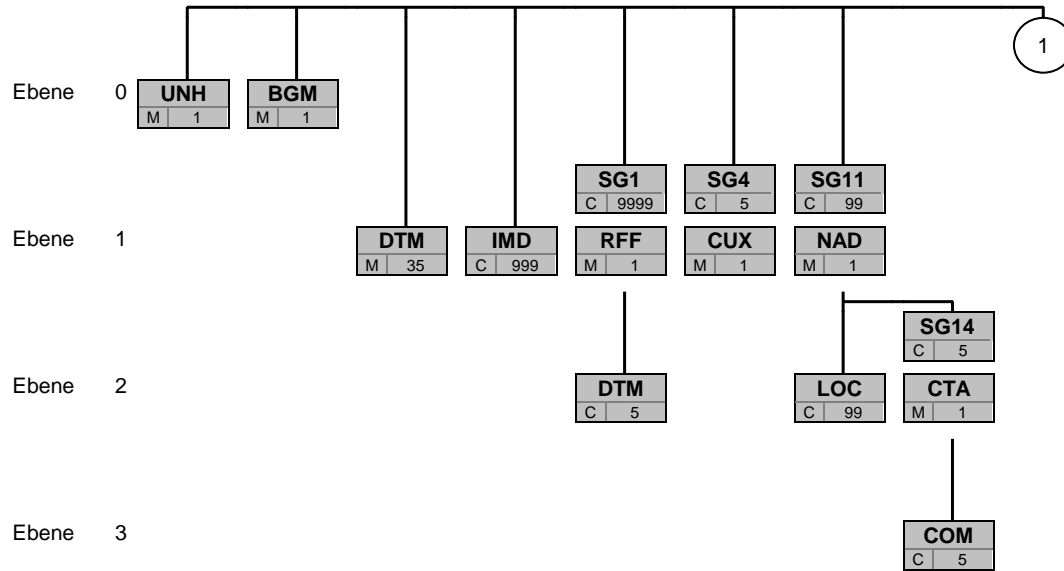 1
Ebene 0 UNH BGM
M 1 M 1
SG1 SG4 SG11
C 9999 C 5 C 99
Ebene 1 DTM IMD RFF CUX NAD
M 35 C 999 M 1 M 1 M 1
SG14
C 5
Ebene 2 DTM LOC CTA
C 5 C 99 M 1
Ebene 3 COM
C 5